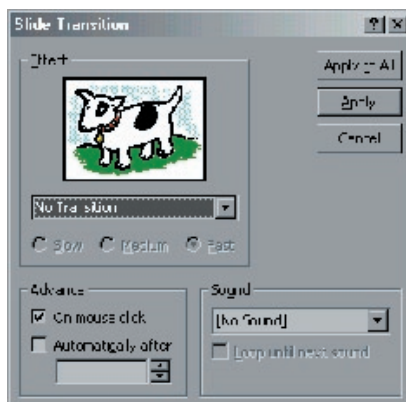 Slide Transition
Effect
Apply to All
Apply
Cancel
No Transition
Slow Medium Fast
Advance
On mouse click
Automatically after
Sound
[No Sound]
Loop until next sound